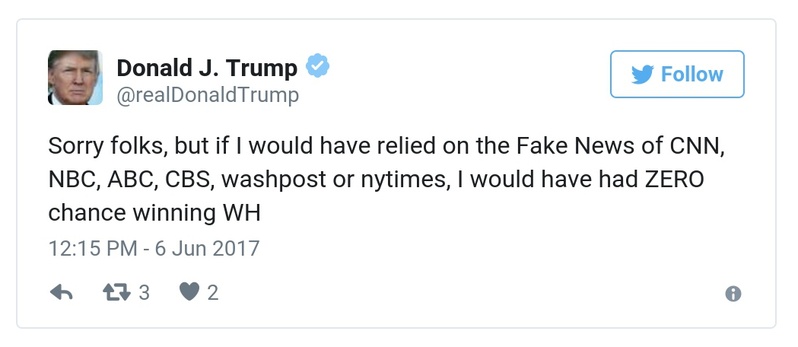 Donald J. Trump
Follow
@realDonaldTrump
Sorry folks, but if I would have relied on the Fake News of CNN,
NBC, ABC, CBS, washpost or nytimes, I would have had ZERO
chance winning WH
12:15 PM - 6 Jun 2017
3 2